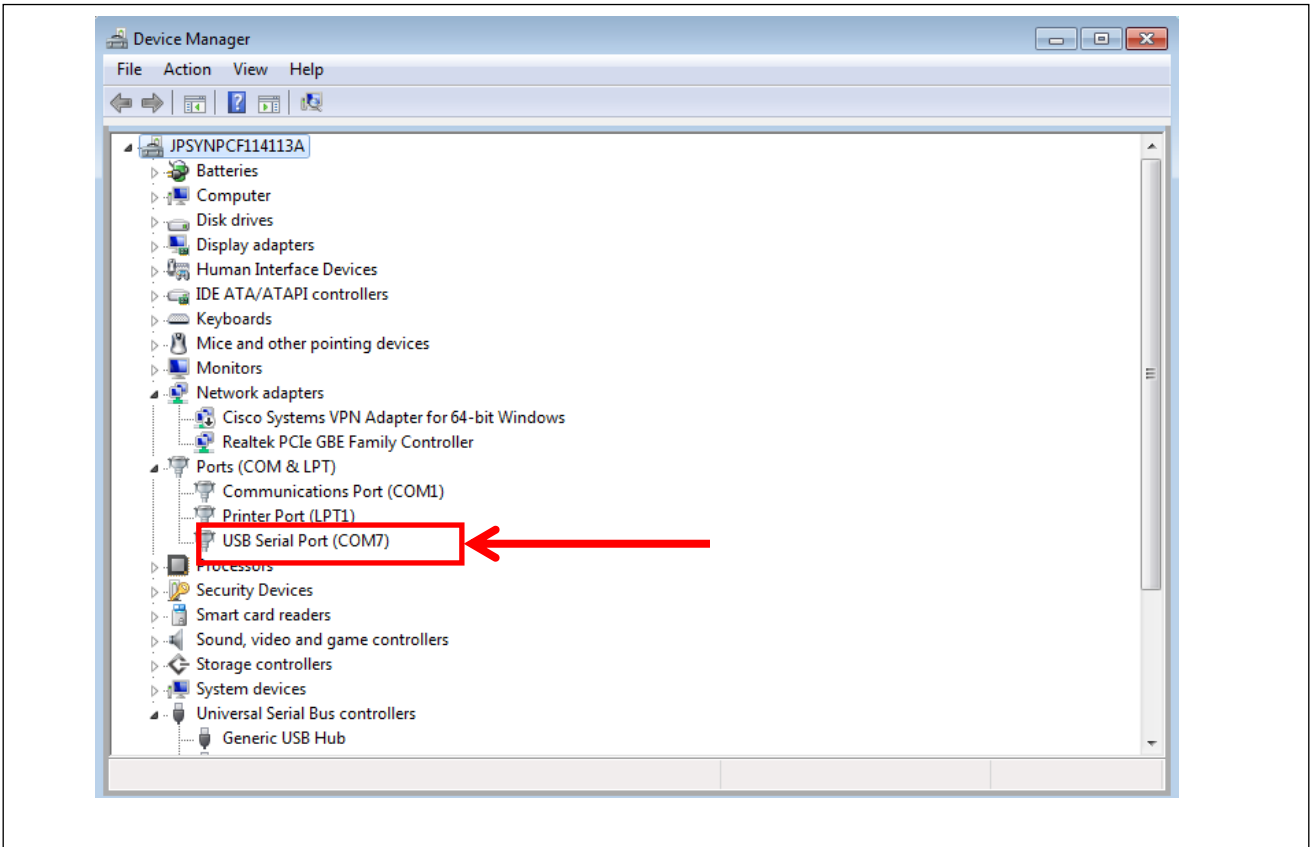 Device Manager
File Action View Help
JPSYNPCF114113A
Batteries
Computer
Disk drives
Display adapters
Human Interface Devices
IDE ATA/ATAPI controllers
Keyboards
Mice and other pointing devices
Monitors
Network adapters
Cisco Systems VPN Adapter for 64-bit Windows
Realtek PCIe GBE Family Controller
Ports (COM & LPT)
Communications Port (COM1)
Printer Port (LPT1)
USB Serial Port (COM7)
Processors
Security Devices
Smart card readers
Sound, video and game controllers
Storage controllers
System devices
Universal Serial Bus controllers
Generic USB Hub